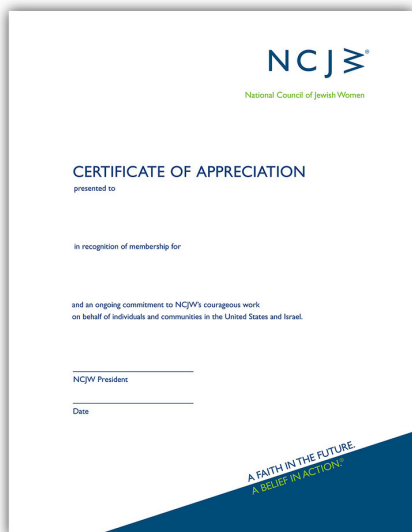 NCJW®
National Council of Jewish Women
CERTIFICATE OF APPRECIATION
presented to
in recognition of membership for
and an ongoing commitment to NCJW's courageous work
on behalf of individuals and communities in the United States and Israel.
NCJW President
Date
A FAITH IN THE FUTURE.
A BELIEF IN ACTION.®